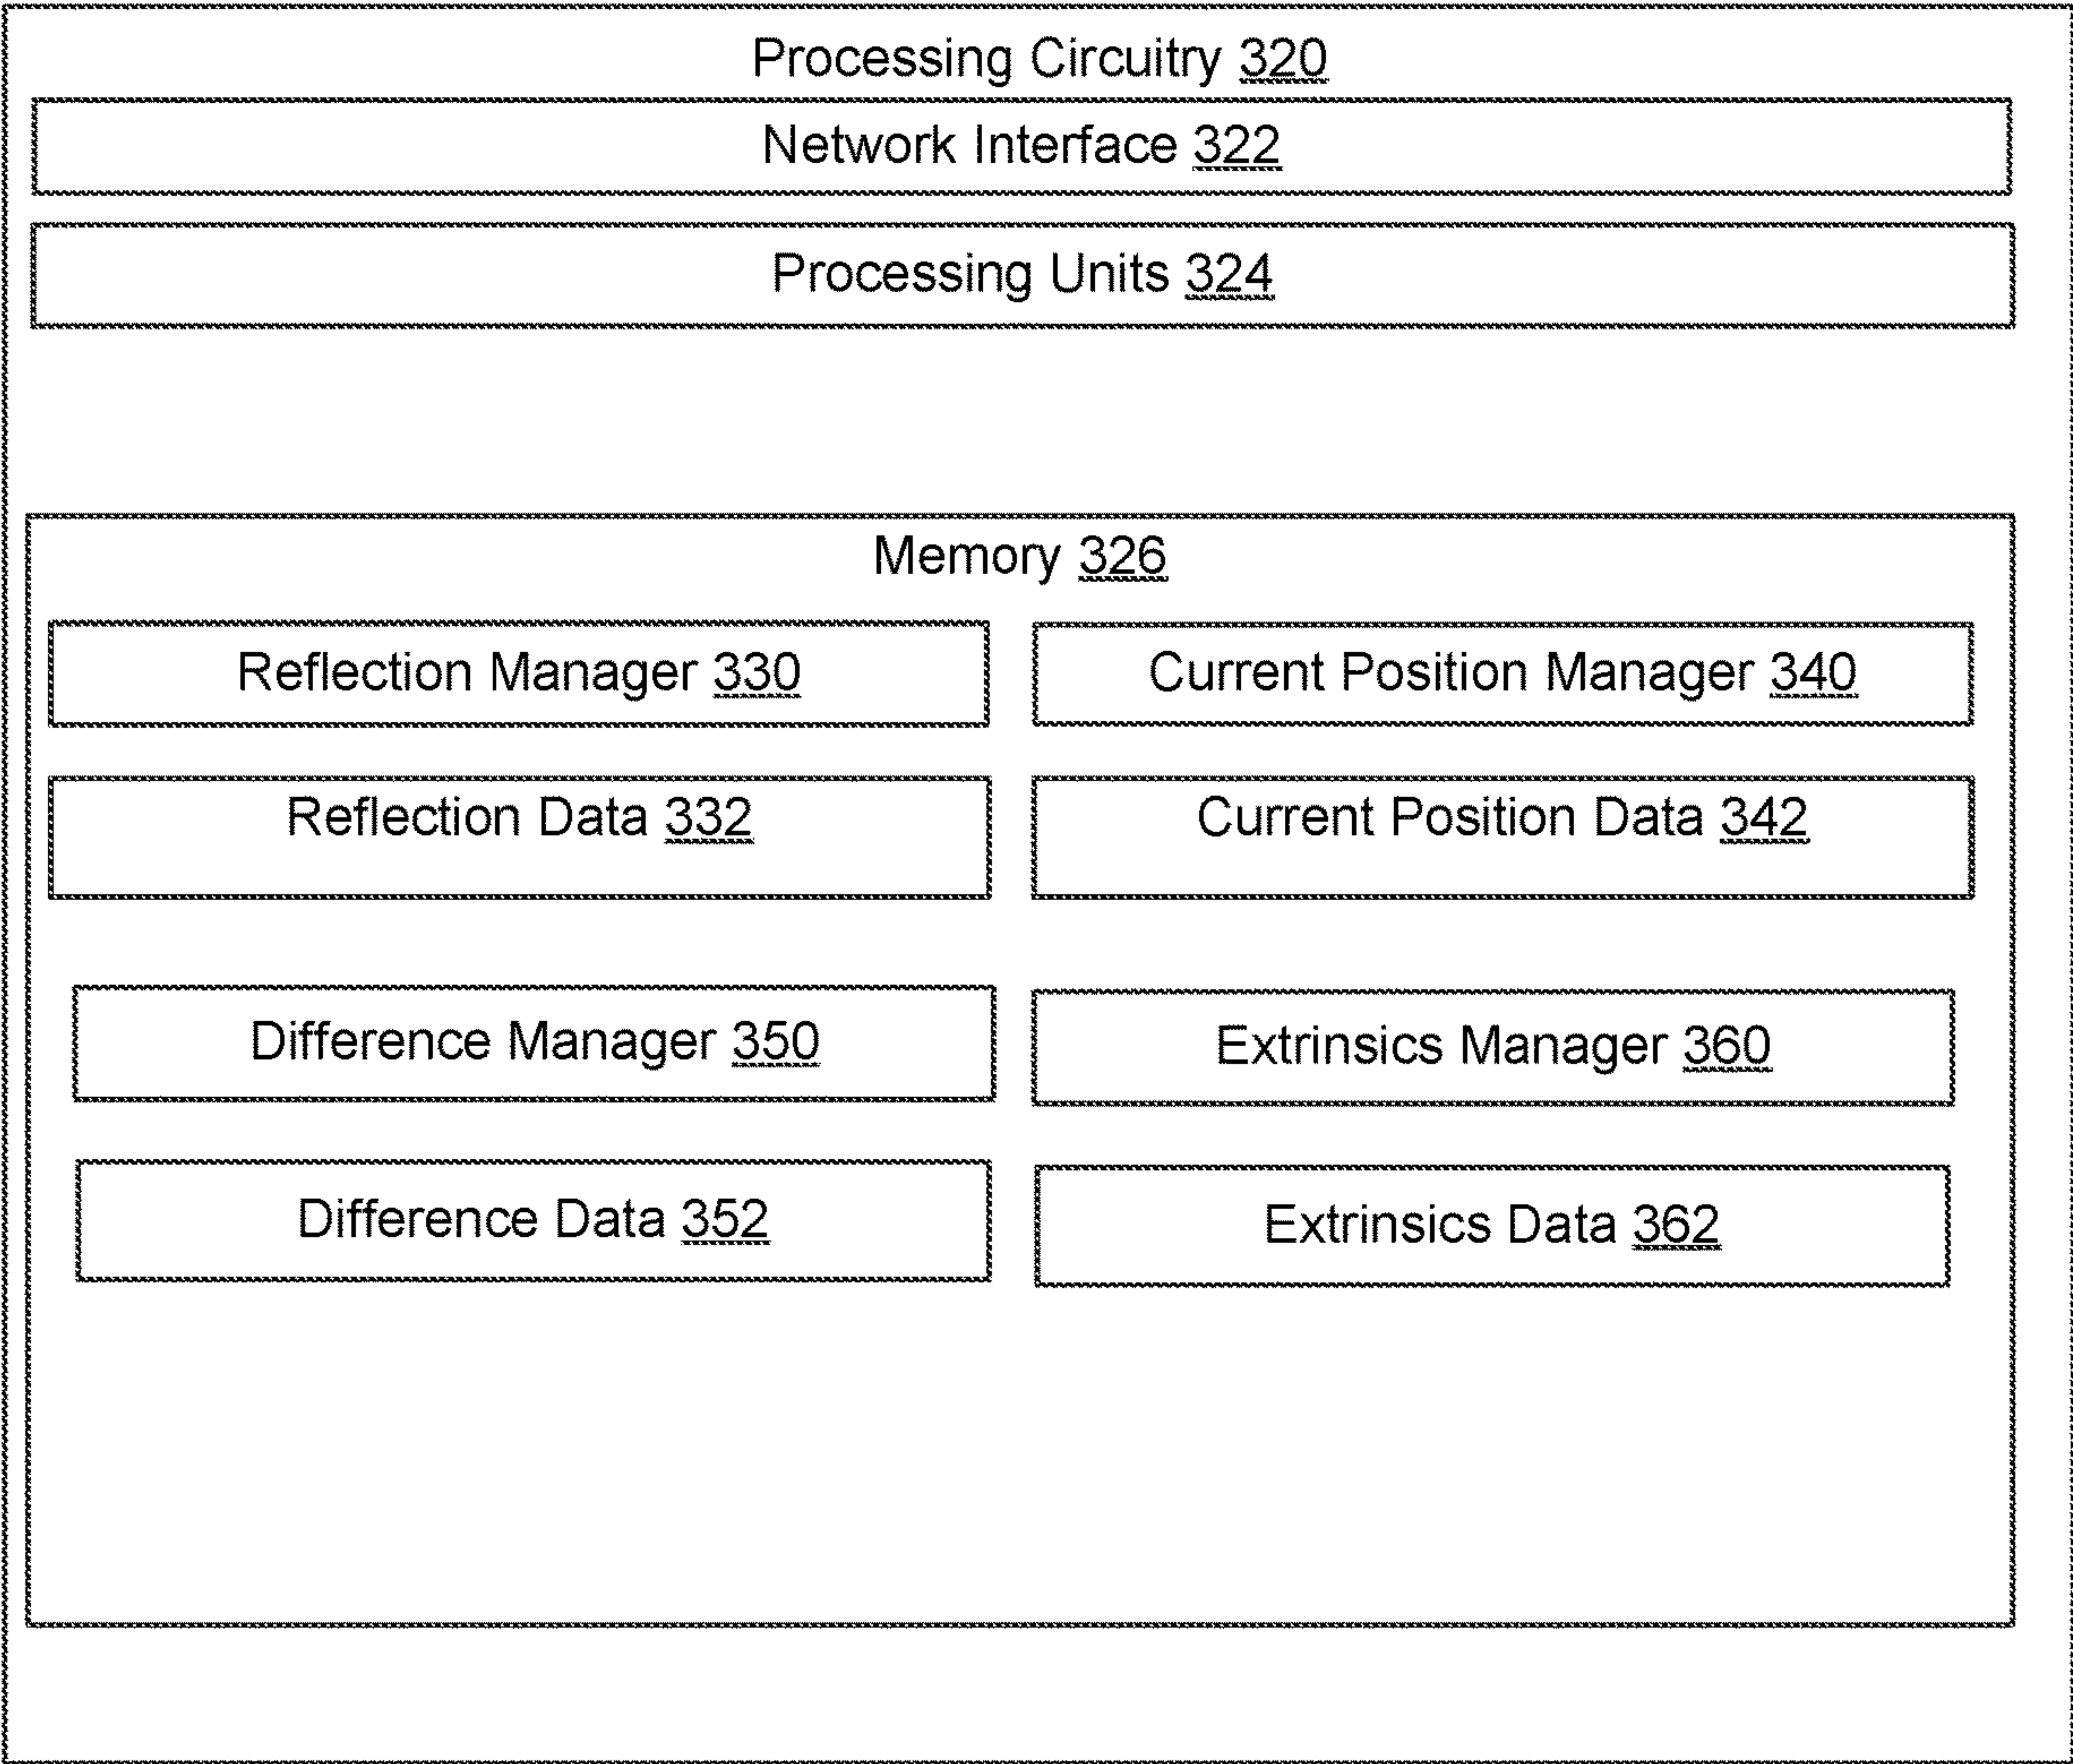 Processing Circuitry 320
Network Interface 322
Processing Units 324
Memory 326
Reflection Manager 330
Current Position Manager 340
Reflection Data 332
Current Position Data 342
Difference Manager 350
Extrinsics Manager 360
Difference Data 352
Extrinsics Data 362